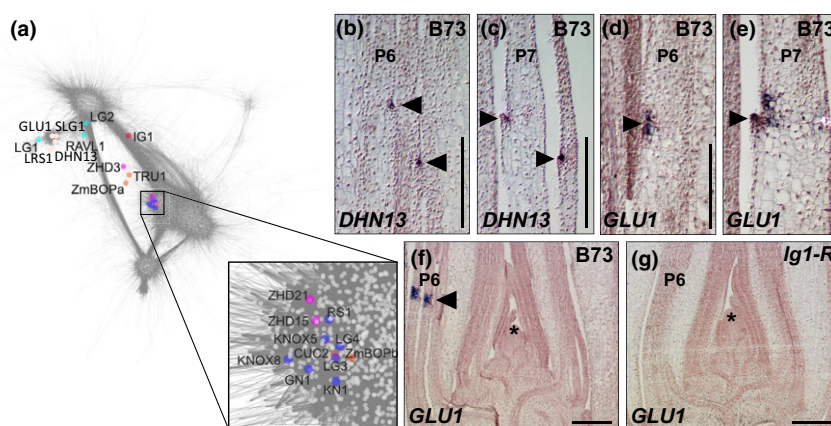 (a)
LG2
GLU1 SLG1
IG1
LG1
RAVL1
LRS1 DHN13
ZHD3
TRU1
ZmBOPa
ZHD21
RS1
ZHD15
KNOX5
LG4
CUC2
ZmBOPb
KNOX8
LG3
GN1
KN1
(b)
B73
P6
DHN13
(c)
B73
P7
DHN13
(d)
B73
P6
GLU1
(e)
B73
P7
GLU1
(f)
B73
P6
*
GLU1
(g)
lg1-R
P6
*
GLU1